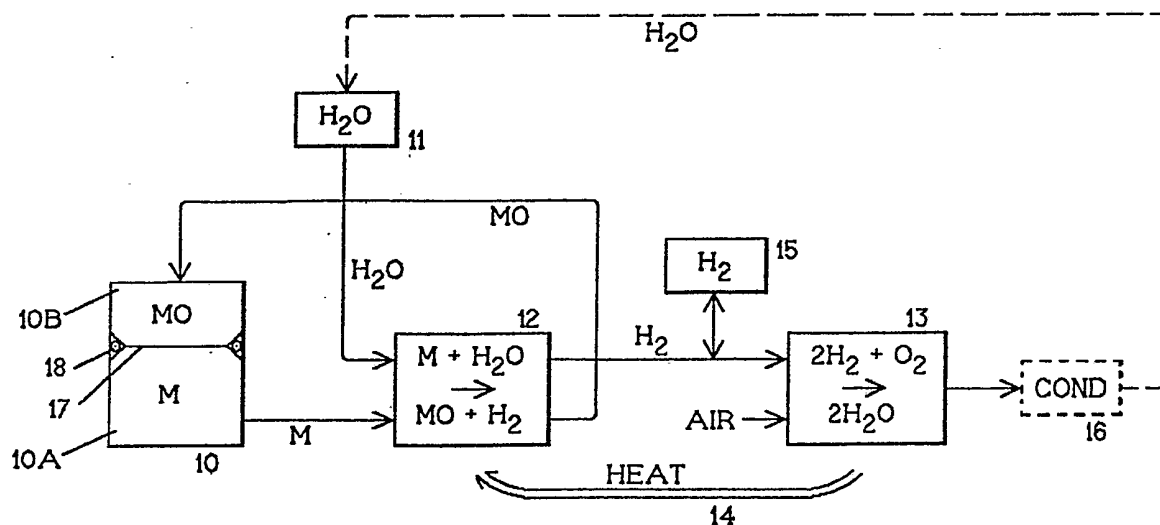 H2O
H2O
11
MO
H2O
H2
15
10B
MO
18
17
M
10A
10
M
12
M + H2O
MO + H2
H2
13
2H2 + O2
2H2O
AIR
COND
16
HEAT
14